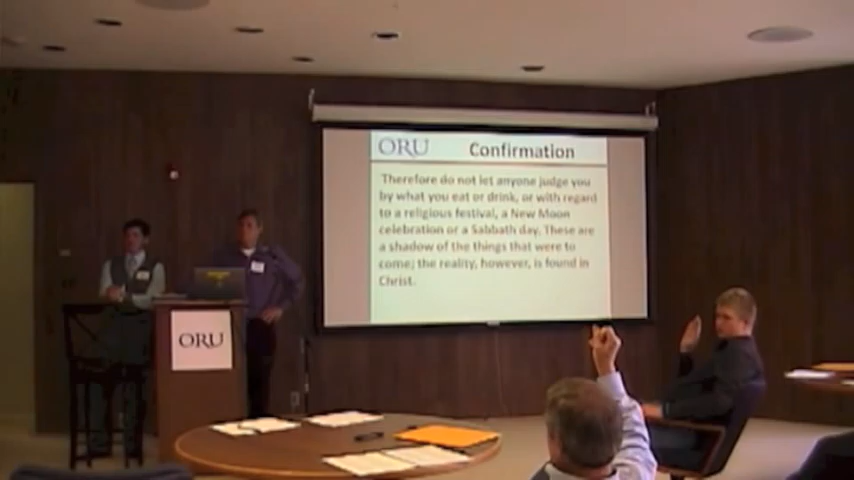 ORU Confirmation
Therefore do not let anyone judge you
by what you eat or drink, or with regard
to a religious festival, a New Moon
celebration or a Sabbath day. These are
a shadow of the things that were to
come; the reality, however, is found in
Christ.
ORU